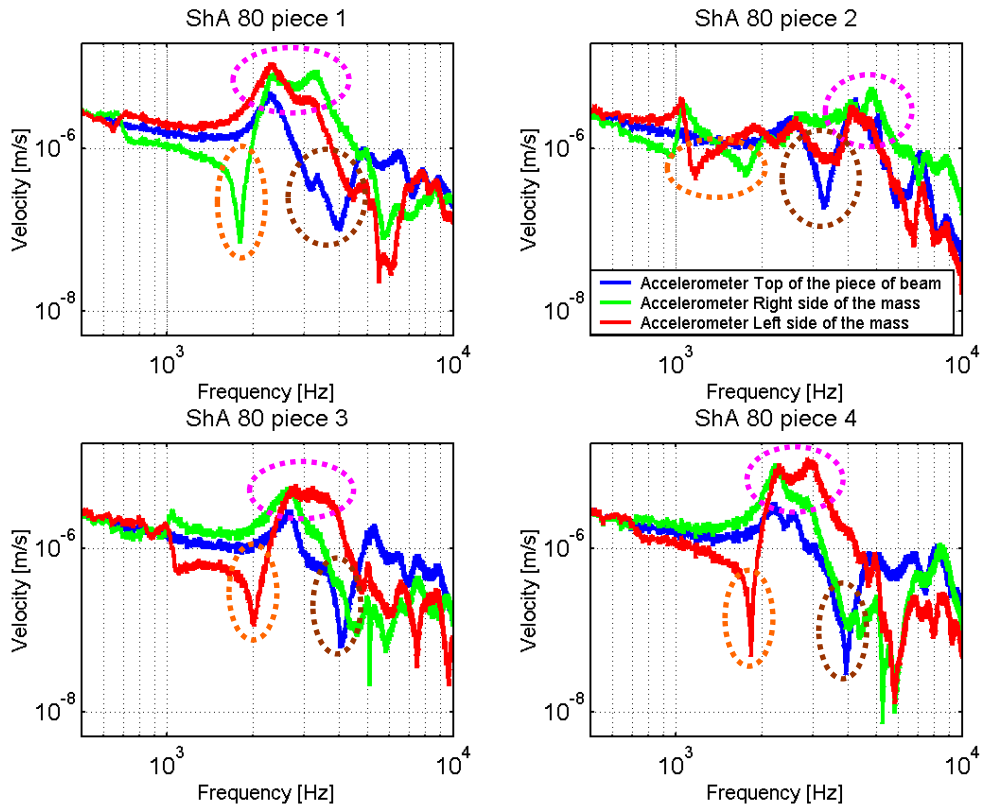 ShA 80 piece 1
ShA 80 piece 2
Velocity [m/s]
10^-6
10^-8
10^3
10^4
Frequency [Hz]
Velocity [m/s]
10^-6
10^-8
Accelerometer Top of the piece of beam
Accelerometer Right side of the mass
Accelerometer Left side of the mass
10^3
10^4
Frequency [Hz]
ShA 80 piece 3
ShA 80 piece 4
Velocity [m/s]
10^-6
10^-8
10^3
10^4
Frequency [Hz]
Velocity [m/s]
10^-6
10^-8
10^3
10^4
Frequency [Hz]